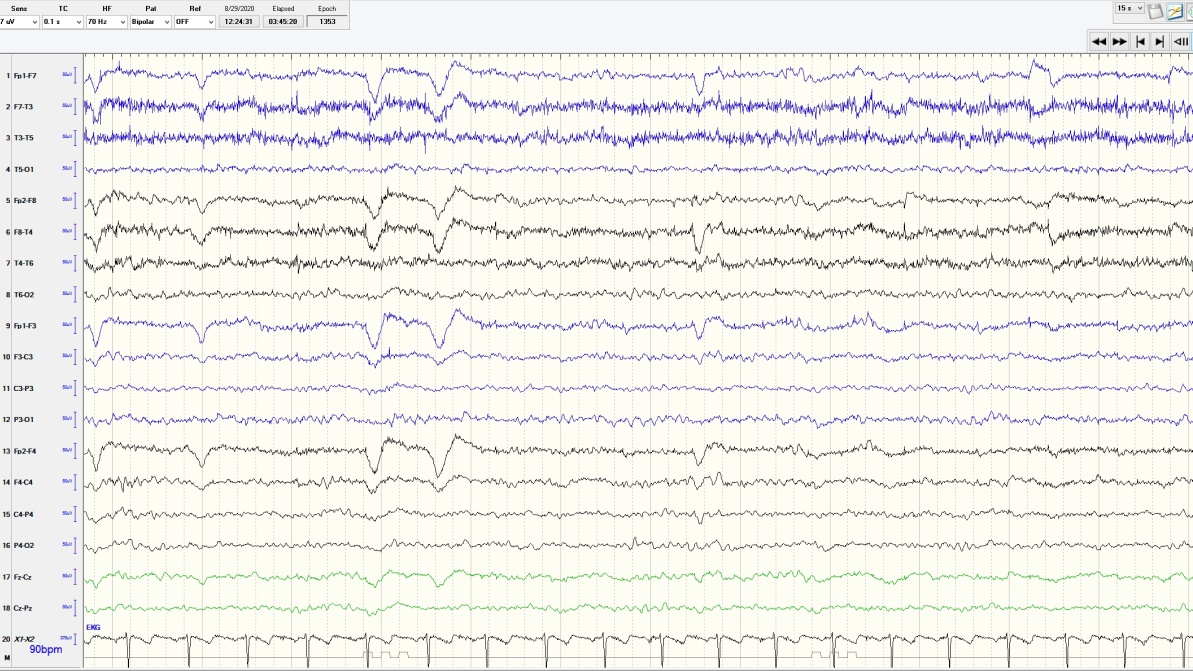 Sens TC HF Pat Ref 8/29/2020 Elapsed Epoch
7 uV 0.1 s 70 Hz Bipolar OFF 12:24:31 03:45:20 1353
15 s
1 Fp1-F7
2 F7-T3
3 T3-T5
4 T5-O1
5 Fp2-F8
6 F8-T4
7 T4-T6
8 T6-O2
9 Fp1-F3
10 F3-C3
11 C3-P3
12 P3-O1
13 Fp2-F4
14 F4-C4
15 C4-P4
16 P4-O2
17 Fz-Cz
18 Cz-Pz
EKG
20 X1-X2
90bpm
M